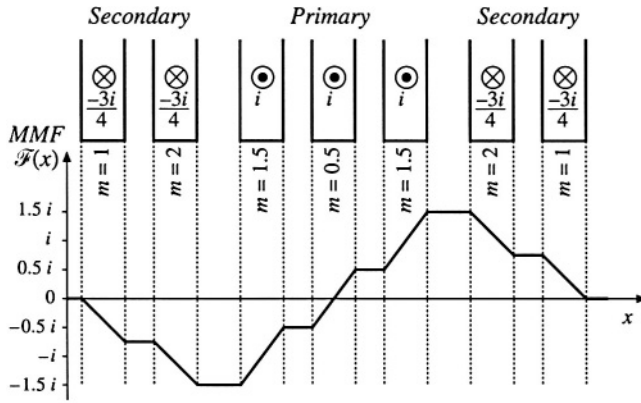 Secondary Primary Secondary
-3i/4 -3i/4 i i i -3i/4 -3i/4
MMF
ℱ(x)
m = 1
m = 2
m = 1.5
m = 0.5
m = 1.5
m = 2
m = 1
1.5 i
i
0.5 i
0
-0.5 i
-i
-1.5 i
x